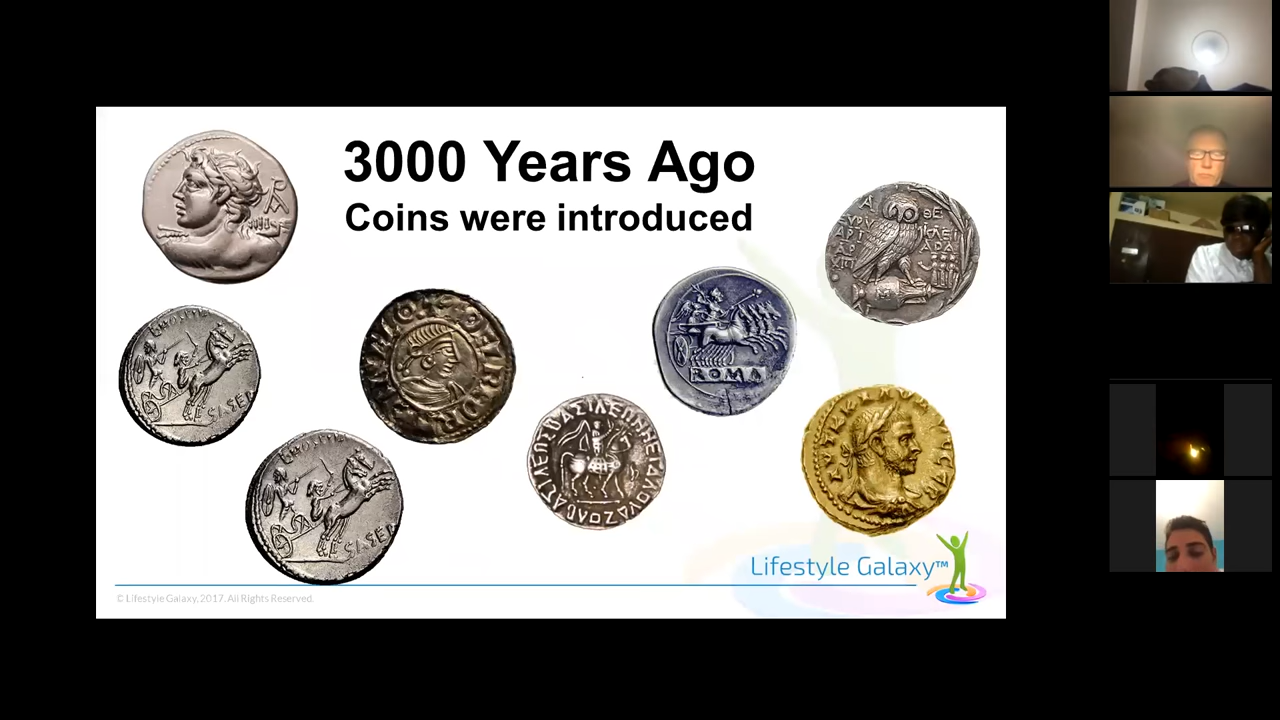 3000 Years Ago
Coins were introduced
ROMA
Lifestyle Galaxy™
© Lifestyle Galaxy, 2017. All Rights Reserved.